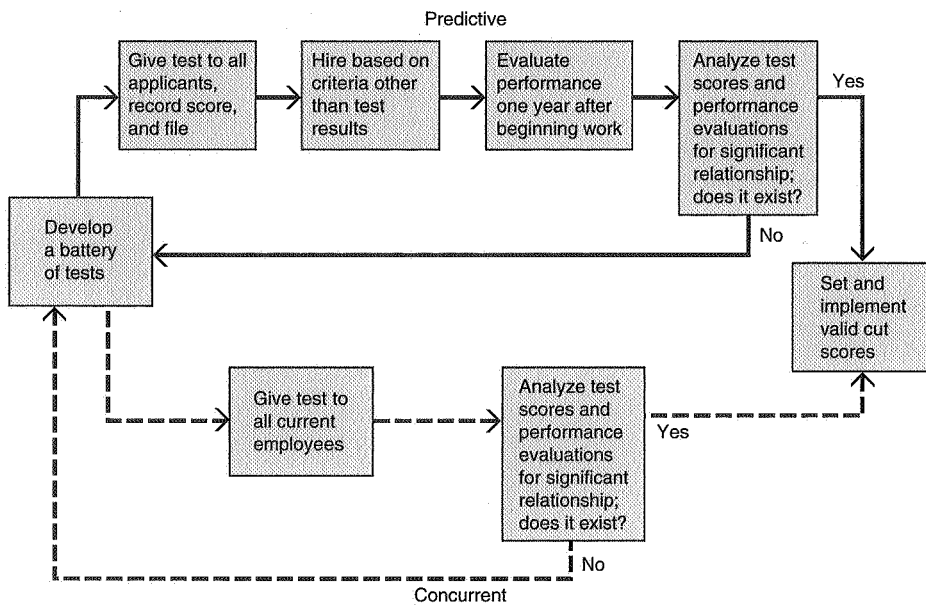 Predictive
Give test to all
applicants,
record score,
and file
Hire based on
criteria other
than test
results
Evaluate
performance
one year after
beginning work
Analyze test
scores and
performance
evaluations
for significant
relationship;
does it exist?
Yes
No
Develop
a battery
of tests
Set and
implement
valid cut
scores
Give test to
all current
employees
Analyze test
scores and
performance
evaluations
for significant
relationship;
does it exist?
Yes
No
Concurrent